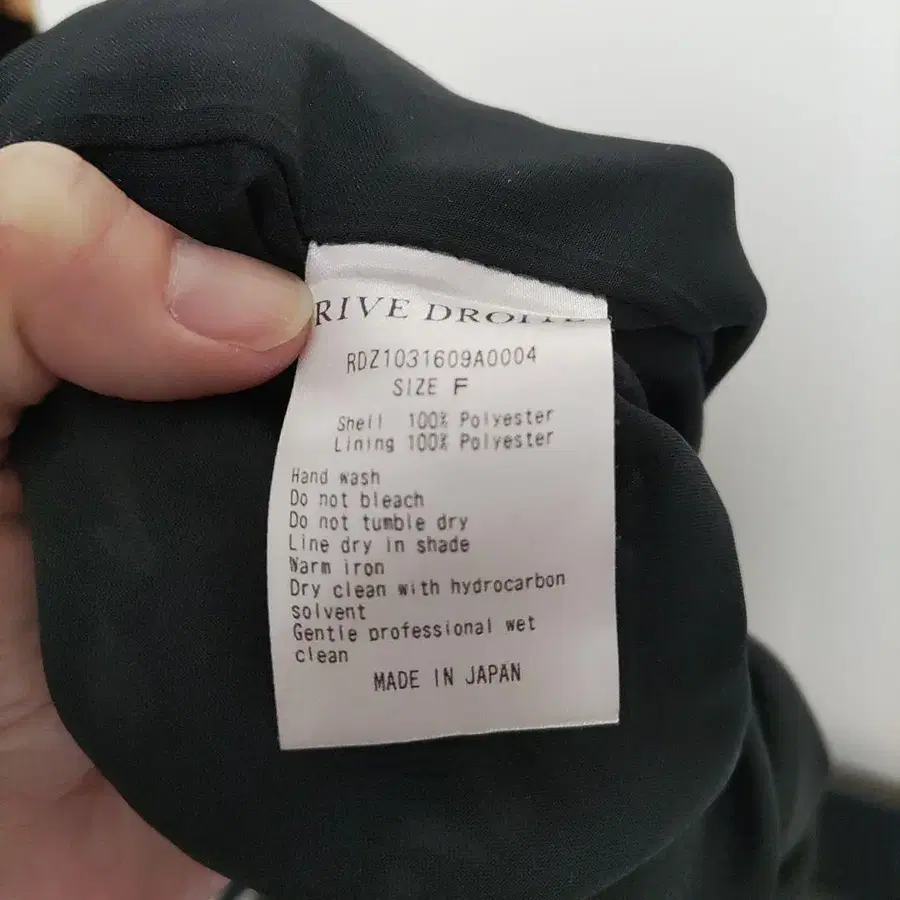 RIVE DROITE
RDZ1031609A0004
SIZE F
Shell 100% Polyester
Lining 100% Polyester
Hand wash
Do not bleach
Do not tumble dry
Line dry in shade
Warm iron
Dry clean with hydrocarbon
solvent
Gentle professional wet
clean
MADE IN JAPAN